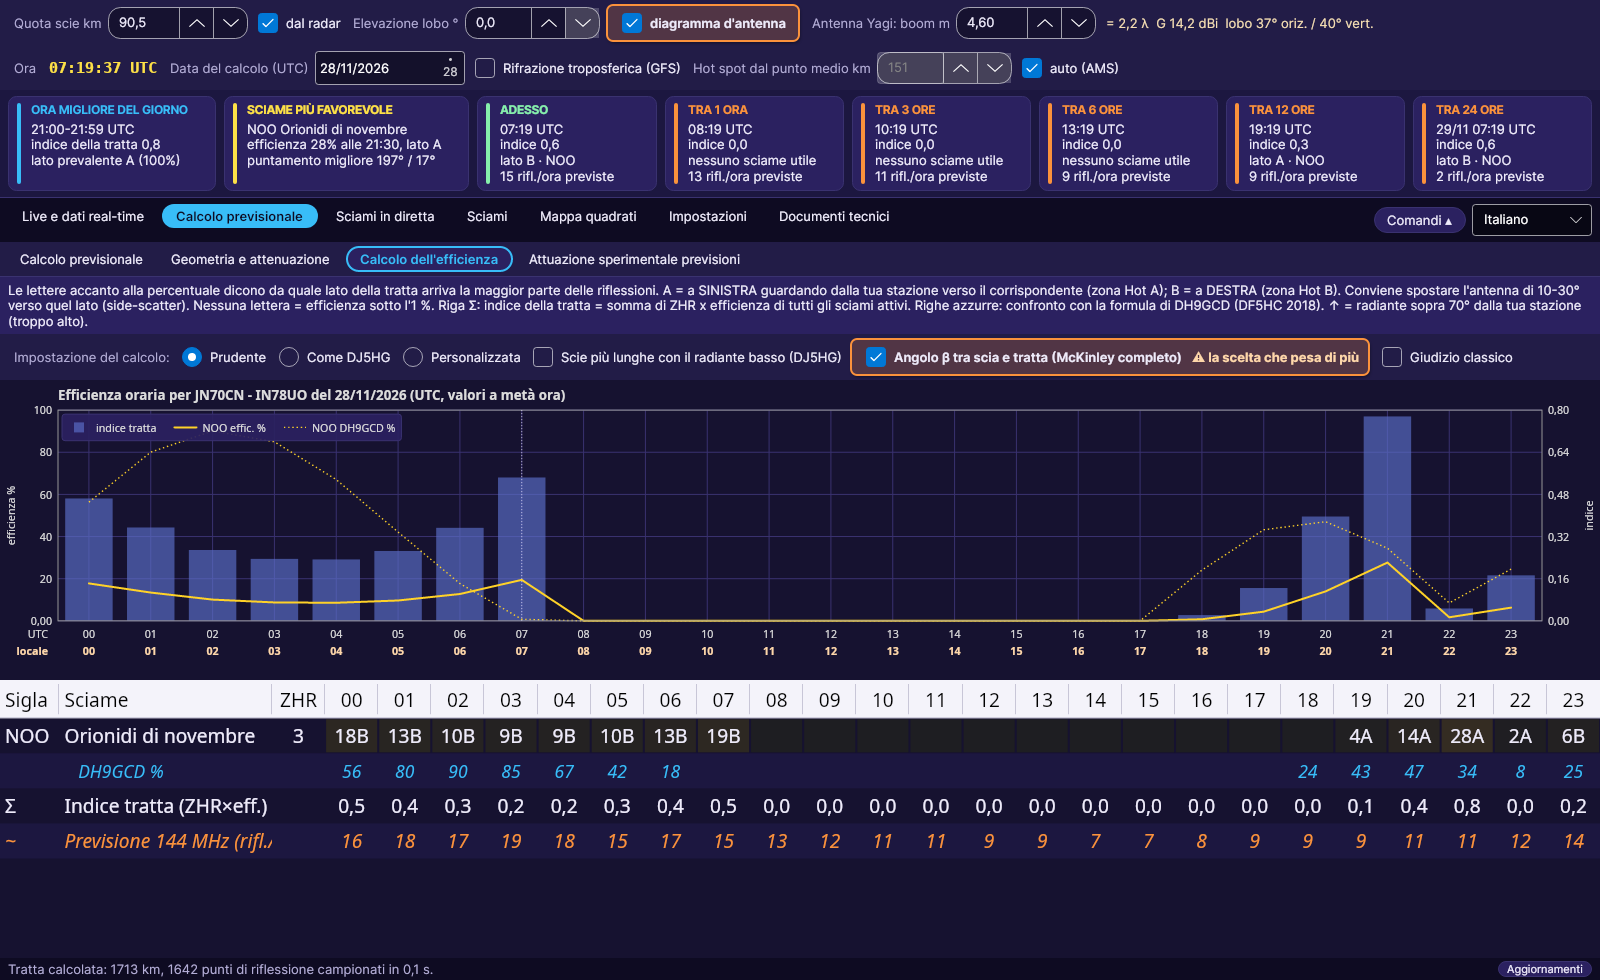 Quota scie km 90,5 dal radar Elevazione lobo ° 0,0 diagramma d'antenna Antenna Yagi: boom m 4,60 = 2,2 λ G 14,2 dBi lobo 37° oriz. / 40° vert.
Ora 07:19:37 UTC Data del calcolo (UTC) 28/11/2026 28 Rifrazione troposferica (GFS) Hot spot dal punto medio km 151 auto (AMS)
ORA MIGLIORE DEL GIORNO
21:00-21:59 UTC
indice della tratta 0,8
lato prevalente A (100%)
SCIAME PIÙ FAVOREVOLE
NOO Orionidi di novembre
efficienza 28% alle 21:30, lato A
puntamento migliore 197° / 17°
ADESSO
07:19 UTC
indice 0,6
lato B · NOO
15 rifl./ora previste
TRA 1 ORA
08:19 UTC
indice 0,0
nessuno sciame utile
13 rifl./ora previste
TRA 3 ORE
10:19 UTC
indice 0,0
nessuno sciame utile
11 rifl./ora previste
TRA 6 ORE
13:19 UTC
indice 0,0
nessuno sciame utile
9 rifl./ora previste
TRA 12 ORE
19:19 UTC
indice 0,3
lato A · NOO
9 rifl./ora previste
TRA 24 ORE
29/11 07:19 UTC
indice 0,6
lato B · NOO
2 rifl./ora previste
Live e dati real-time Calcolo previsionale Sciami in diretta Sciami Mappa quadrati Impostazioni Documenti tecnici Comandi ▴ Italiano
Calcolo previsionale Geometria e attenuazione Calcolo dell'efficienza Attuazione sperimentale previsioni
Le lettere accanto alla percentuale dicono da quale lato della tratta arriva la maggior parte delle riflessioni. A = a SINISTRA guardando dalla tua stazione verso il corrispondente (zona Hot A); B = a DESTRA (zona Hot B). Conviene spostare l'antenna di 10-30°
verso quel lato (side-scatter). Nessuna lettera = efficienza sotto l'1 %. Riga Σ: indice della tratta = somma di ZHR x efficienza di tutti gli sciami attivi. Righe azzurre: confronto con la formula di DH9GCD (DF5HC 2018). ↑ = radiante sopra 70° dalla tua stazione
(troppo alto).
Impostazione del calcolo: Prudente Come DJ5HG Personalizzata Scie più lunghe con il radiante basso (DJ5HG) Angolo β tra scia e tratta (McKinley completo) ⚠ la scelta che pesa di più Giudizio classico
Efficienza oraria per JN70CN - IN78UO del 28/11/2026 (UTC, valori a metà ora)
indice tratta NOO effic. % NOO DH9GCD %
efficienza %
100
80
60
40
20
0,00
indice
0,80
0,64
0,48
0,32
0,16
0,00
UTC 00 01 02 03 04 05 06 07 08 09 10 11 12 13 14 15 16 17 18 19 20 21 22 23
locale 00 01 02 03 04 05 06 07 08 09 10 11 12 13 14 15 16 17 18 19 20 21 22 23
Sigla Sciame ZHR 00 01 02 03 04 05 06 07 08 09 10 11 12 13 14 15 16 17 18 19 20 21 22 23
NOO Orionidi di novembre 3 18B 13B 10B 9B 9B 10B 13B 19B 4A 14A 28A 2A 6B
DH9GCD % 56 80 90 85 67 42 18 24 43 47 34 8 25
Σ Indice tratta (ZHR×eff.) 0,5 0,4 0,3 0,2 0,2 0,3 0,4 0,5 0,0 0,0 0,0 0,0 0,0 0,0 0,0 0,0 0,0 0,0 0,0 0,1 0,4 0,8 0,0 0,2
~ Previsione 144 MHz (rifl./ 16 18 17 19 18 15 17 15 13 12 11 11 9 9 7 7 8 9 9 9 11 11 12 14
Tratta calcolata: 1713 km, 1642 punti di riflessione campionati in 0,1 s. Aggiornamenti